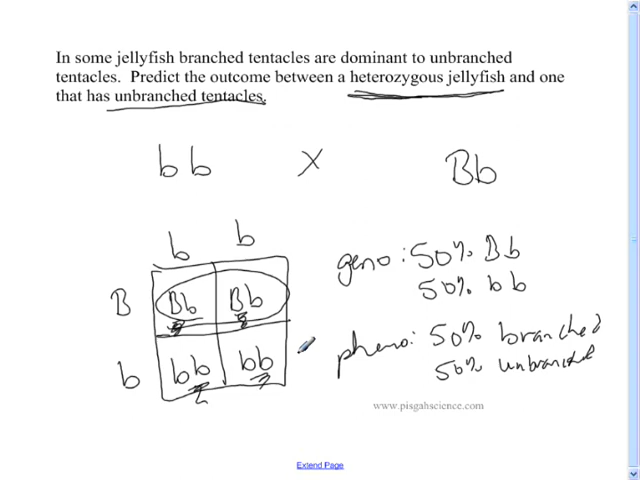 In some jellyfish branched tentacles are dominant to unbranched
tentacles. Predict the outcome between a heterozygous jellyfish and one
that has unbranched tentacles.
bb X Bb
b b
B Bb Bb
b bb bb
geno: 50% Bb
50% bb
pheno: 50% branched
50% unbranched
www.pisgahscience.com
Extend Page